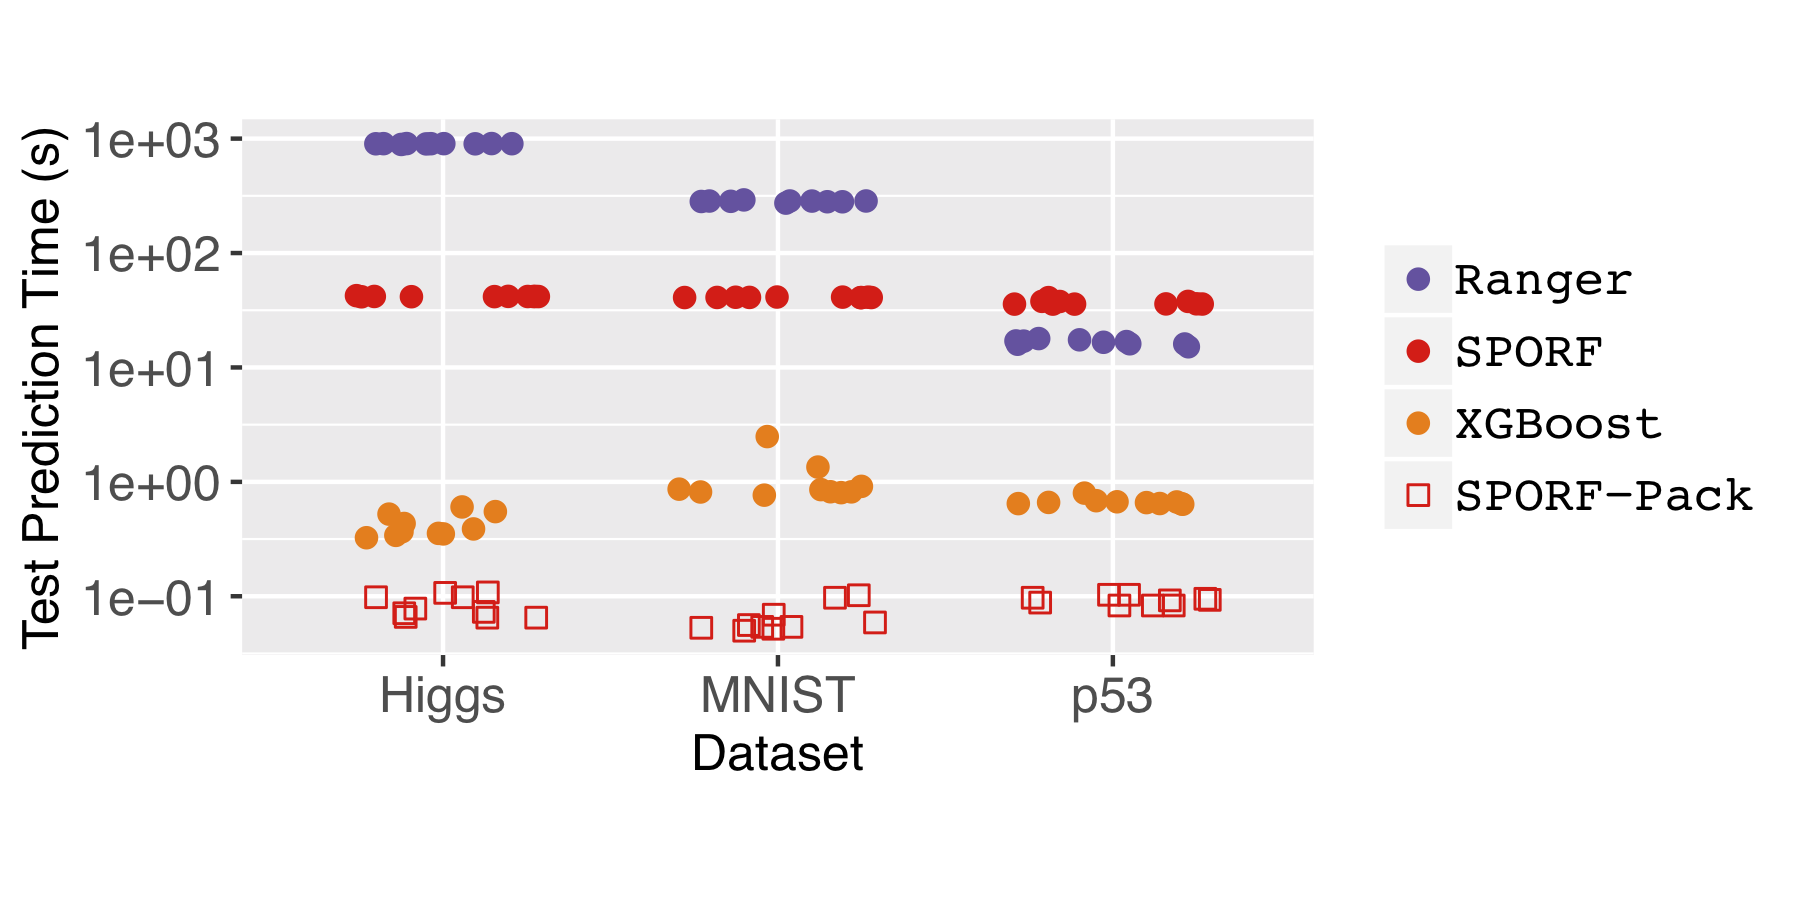 Test Prediction Time (s)
1e+03
1e+02
1e+01
1e+00
1e−01
Higgs MNIST p53
Dataset
Ranger
SPORF
XGBoost
SPORF−Pack